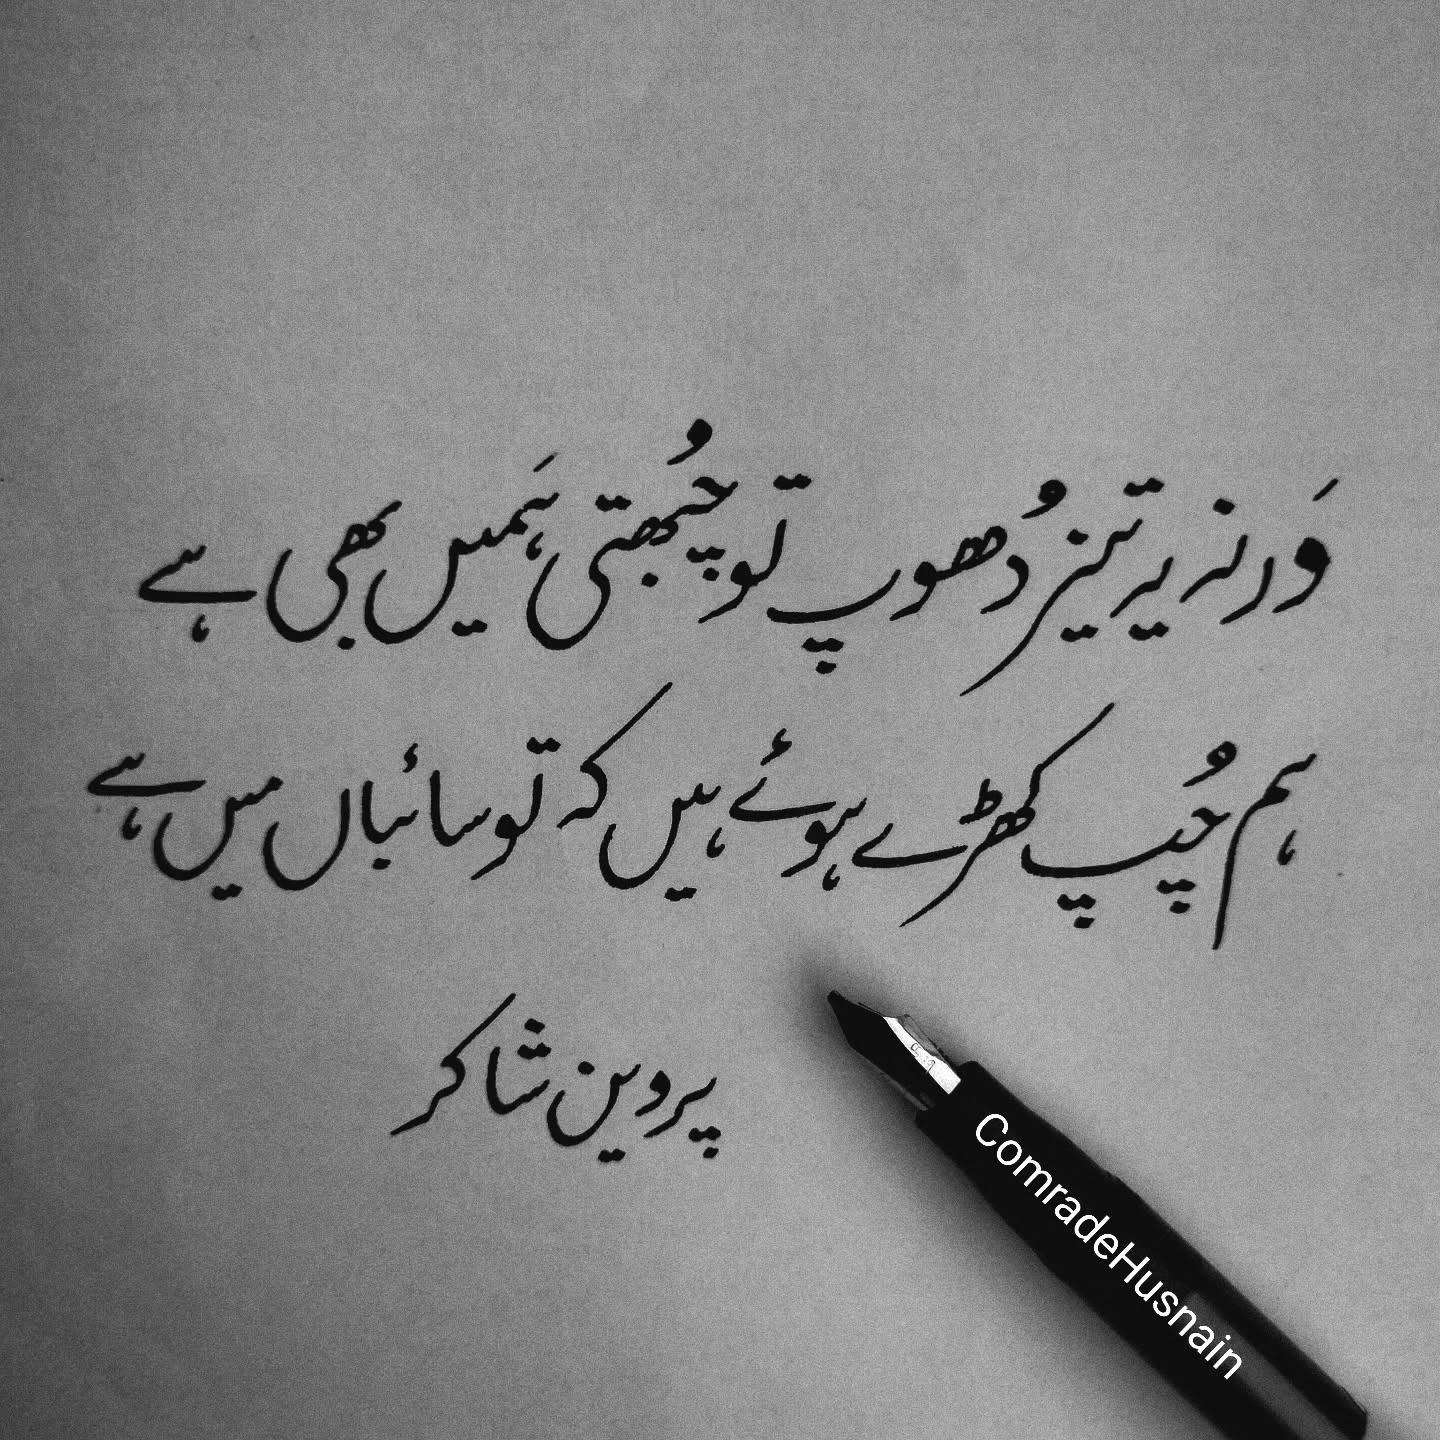 وَرنہ یہ تیز دُھوپ تو چُبھتی ہَمیں بھی ہے
ہم چُپ کھڑے ہوئے ہیں کہ تو سائباں میں ہے
پروین شاکر
ComradeHusnain